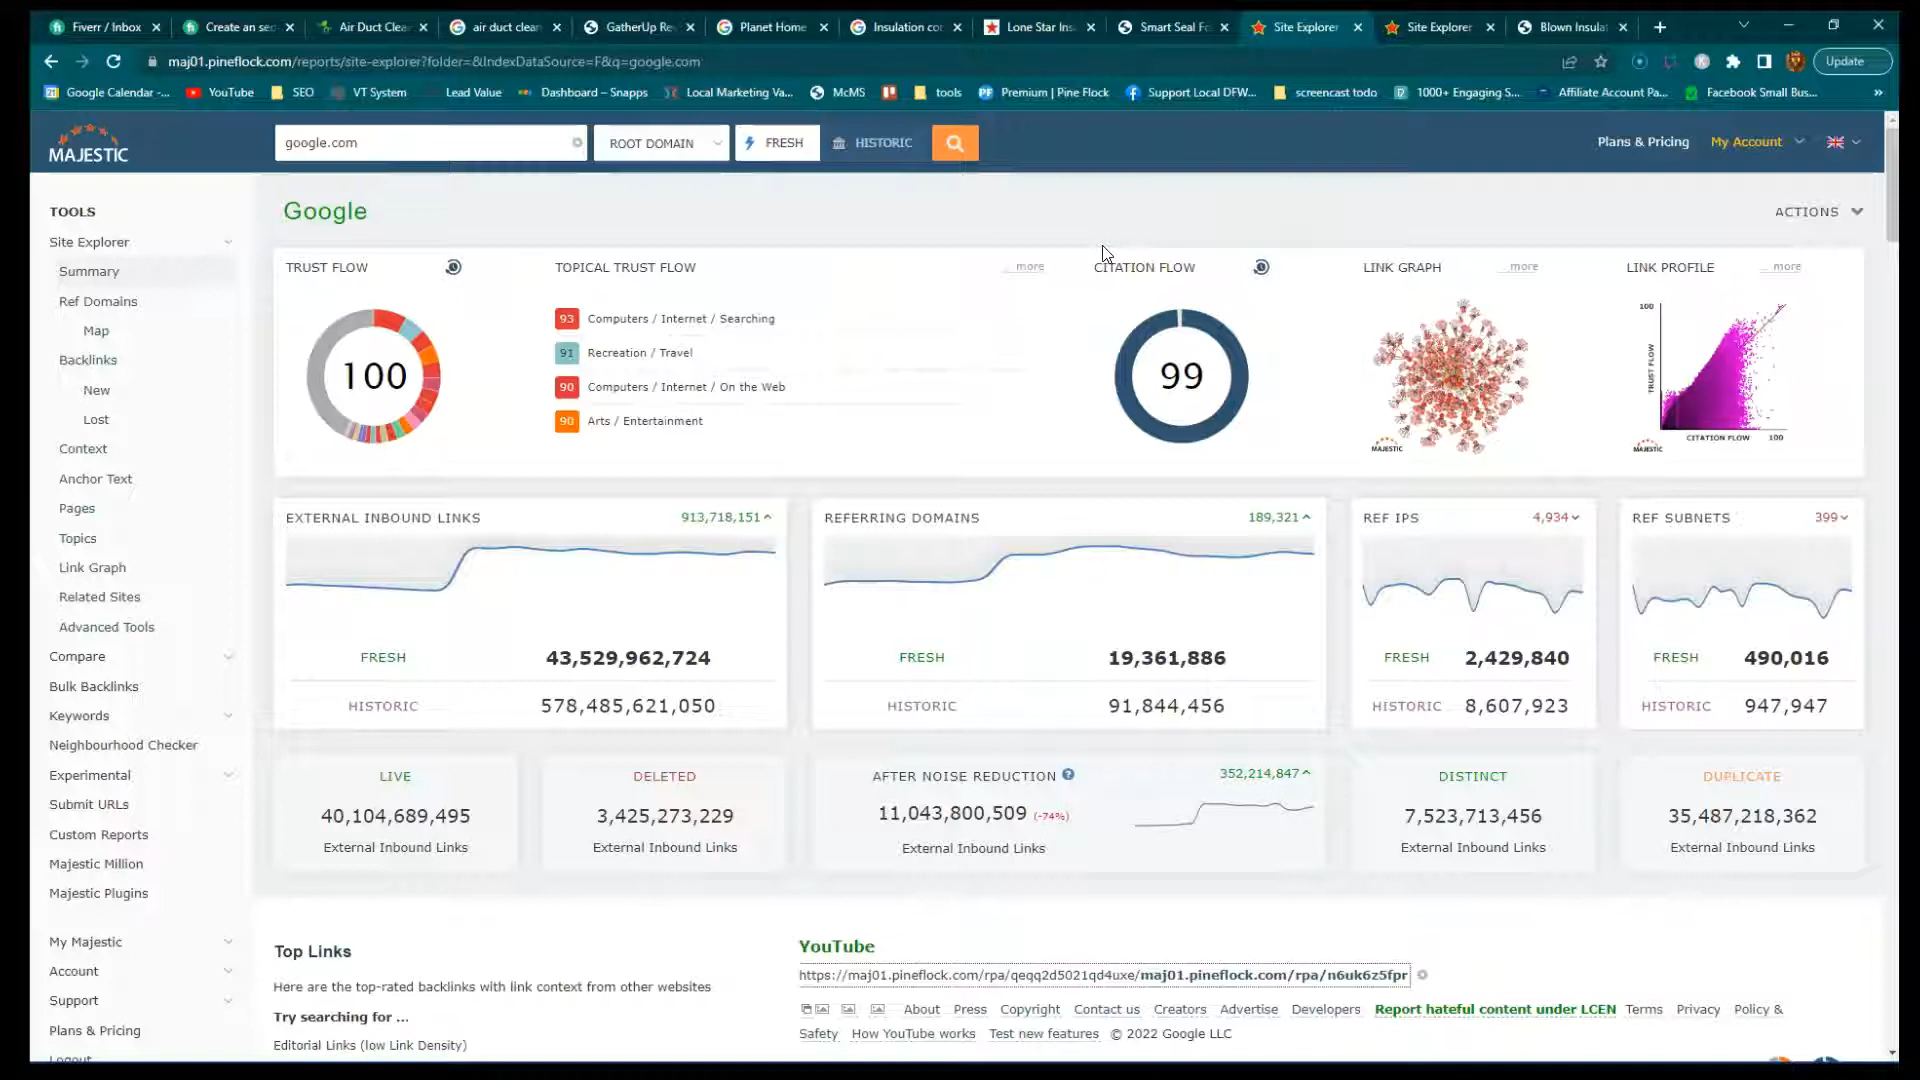 Fiverr / Inbox
Create an seo
Air Duct Clea
air duct clean
GatherUp Re
Planet Home
Insulation co
Lone Star Ins
Smart Seal Fo
Site Explorer
Site Explorer
Blown Insulat
maj01.pineflock.com/reports/site-explorer?folder=&IndexDataSource=F&q=google.com
Update
Google Calendar -...
YouTube
SEO
VT System
Lead Value
Dashboard – Snapps
Local Marketing Va...
McMS
tools
Premium | Pine Flock
Support Local DFW...
screencast todo
1000+ Engaging S...
Affiliate Account Pa...
Facebook Small Bus...
MAJESTIC
google.com
ROOT DOMAIN
FRESH
HISTORIC
Plans & Pricing
My Account
TOOLS
Site Explorer
Summary
Ref Domains
Map
Backlinks
New
Lost
Context
Anchor Text
Pages
Topics
Link Graph
Related Sites
Advanced Tools
Compare
Bulk Backlinks
Keywords
Neighbourhood Checker
Experimental
Submit URLs
Custom Reports
Majestic Million
Majestic Plugins
My Majestic
Account
Support
Plans & Pricing
Logout
Google
ACTIONS
TRUST FLOW
100
TOPICAL TRUST FLOW
more
93 Computers / Internet / Searching
91 Recreation / Travel
90 Computers / Internet / On the Web
90 Arts / Entertainment
CITATION FLOW
99
LINK GRAPH
more
MAJESTIC
LINK PROFILE
more
100
TRUST FLOW
CITATION FLOW 100
MAJESTIC
EXTERNAL INBOUND LINKS 913,718,151
FRESH 43,529,962,724
HISTORIC 578,485,621,050
REFERRING DOMAINS 189,321
FRESH 19,361,886
HISTORIC 91,844,456
REF IPS 4,934
FRESH 2,429,840
HISTORIC 8,607,923
REF SUBNETS 399
FRESH 490,016
HISTORIC 947,947
LIVE
40,104,689,495
External Inbound Links
DELETED
3,425,273,229
External Inbound Links
AFTER NOISE REDUCTION 352,214,847
11,043,800,509 (-74%)
External Inbound Links
DISTINCT
7,523,713,456
External Inbound Links
DUPLICATE
35,487,218,362
External Inbound Links
Top Links
Here are the top-rated backlinks with link context from other websites
Try searching for ...
Editorial Links (low Link Density)
YouTube
https://maj01.pineflock.com/rpa/qeqq2d5021qd4uxe/maj01.pineflock.com/rpa/n6uk6z5fpr
About Press Copyright Contact us Creators Advertise Developers Report hateful content under LCEN Terms Privacy Policy &
Safety How YouTube works Test new features © 2022 Google LLC